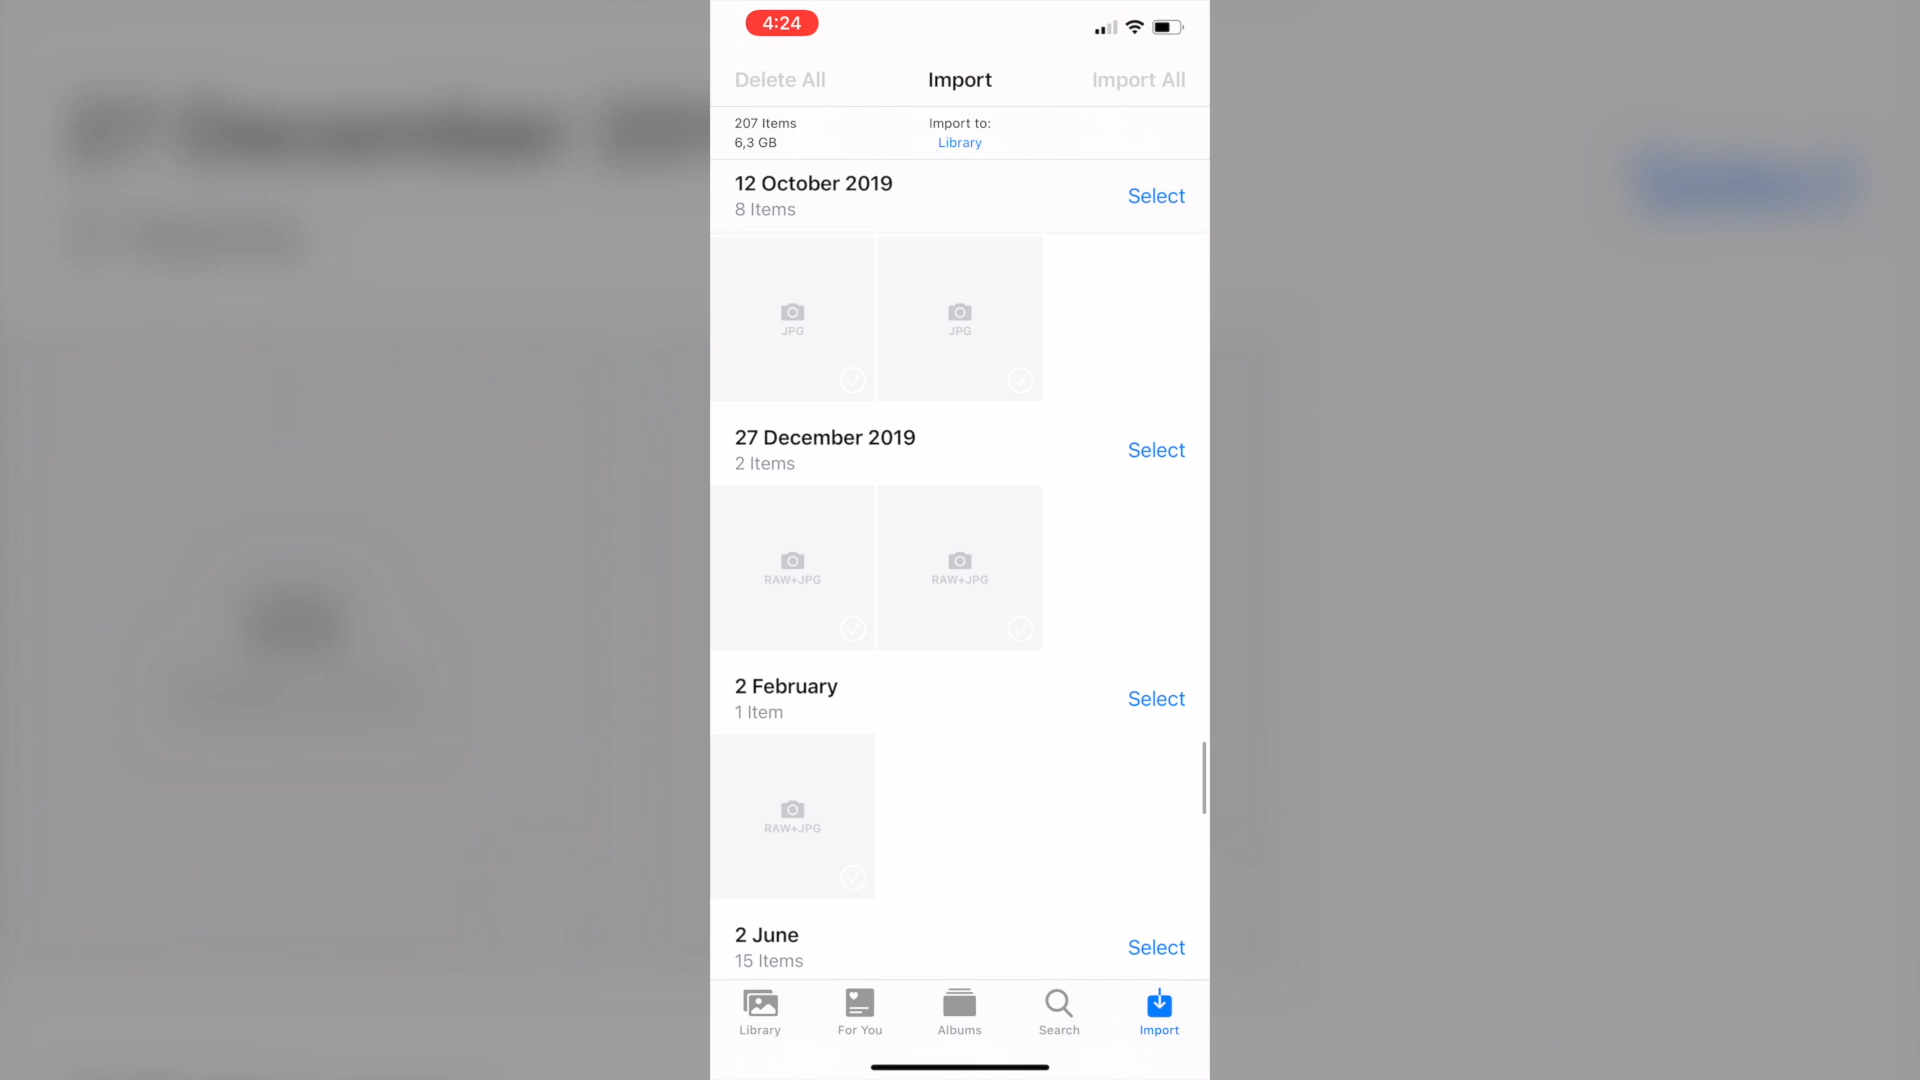 4:24
Delete All
Import
Import All
207 Items
6,3 GB
Import to:
Library
12 October 2019
8 Items
Select
JPG
JPG
27 December 2019
2 Items
Select
RAW+JPG
RAW+JPG
2 February
1 Item
Select
RAW+JPG
2 June
15 Items
Select
Library
For You
Albums
Search
Import